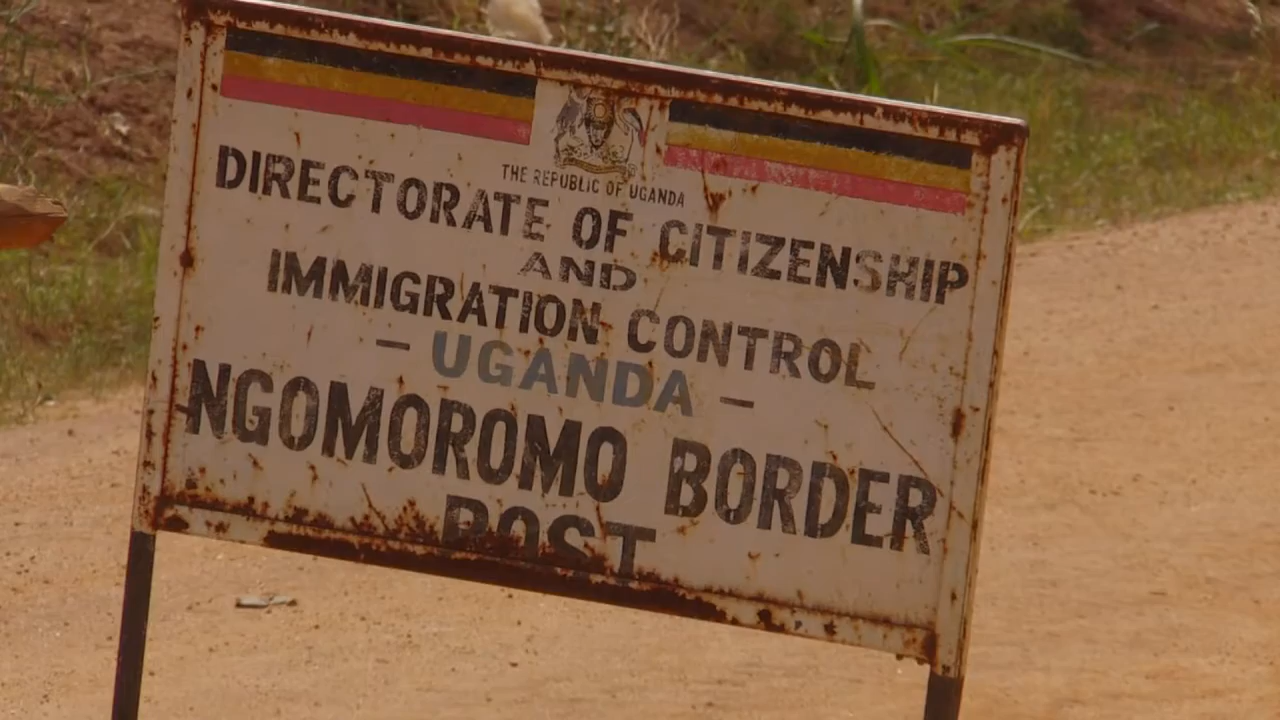 THE REPUBLIC OF UGANDA
DIRECTORATE OF CITIZENSHIP
AND
IMMIGRATION CONTROL
– UGANDA –
NGOMOROMO BORDER
POST